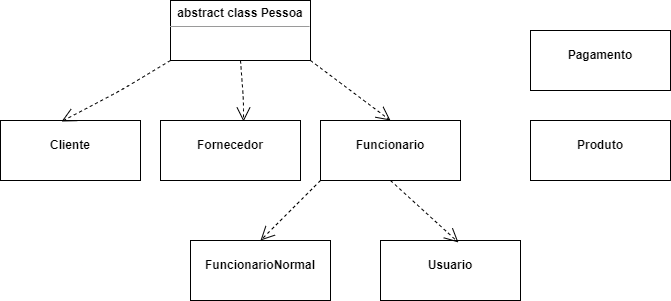 abstract class Pessoa
Pagamento
Cliente
Fornecedor
Funcionario
Produto
FuncionarioNormal
Usuario